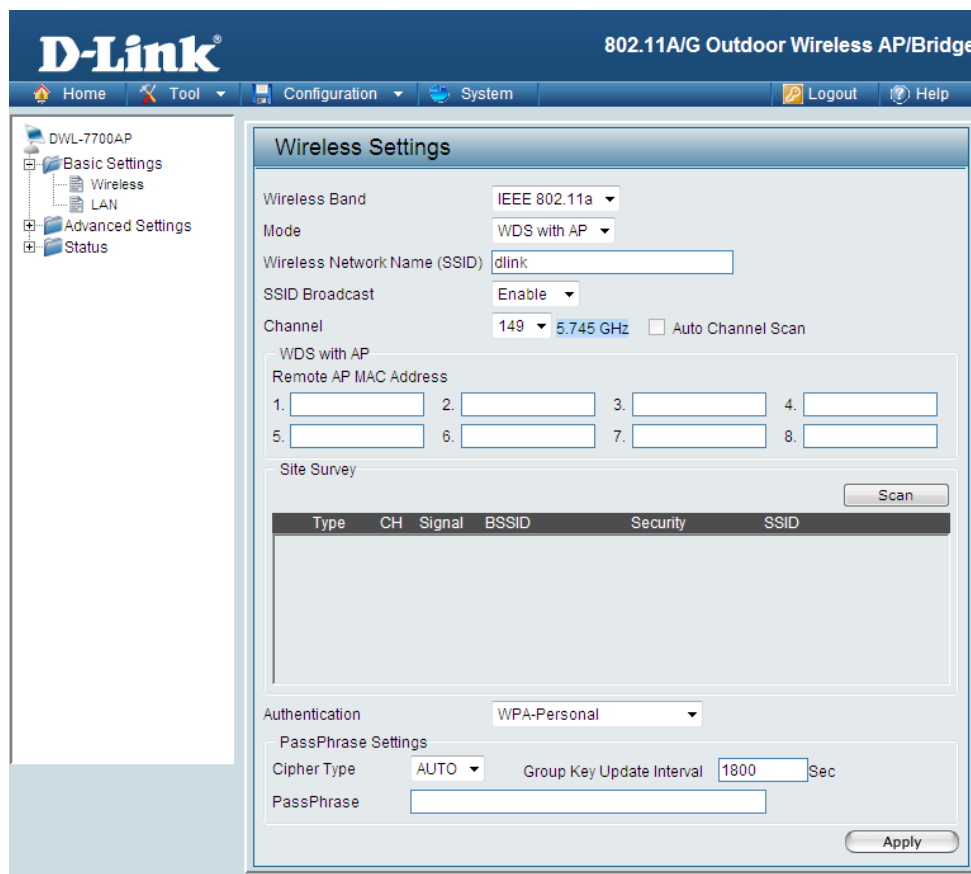 D-Link®
802.11A/G Outdoor Wireless AP/Bridge
Home Tool Configuration System Logout Help
DWL-7700AP
Basic Settings
Wireless
LAN
Advanced Settings
Status
Wireless Settings
Wireless Band IEEE 802.11a
Mode WDS with AP
Wireless Network Name (SSID) dlink
SSID Broadcast Enable
Channel 149 5.745 GHz Auto Channel Scan
WDS with AP
Remote AP MAC Address
1. 2. 3. 4.
5. 6. 7. 8.
Site Survey
Scan
Type CH Signal BSSID Security SSID
Authentication WPA-Personal
PassPhrase Settings
Cipher Type AUTO Group Key Update Interval 1800 Sec
PassPhrase
Apply